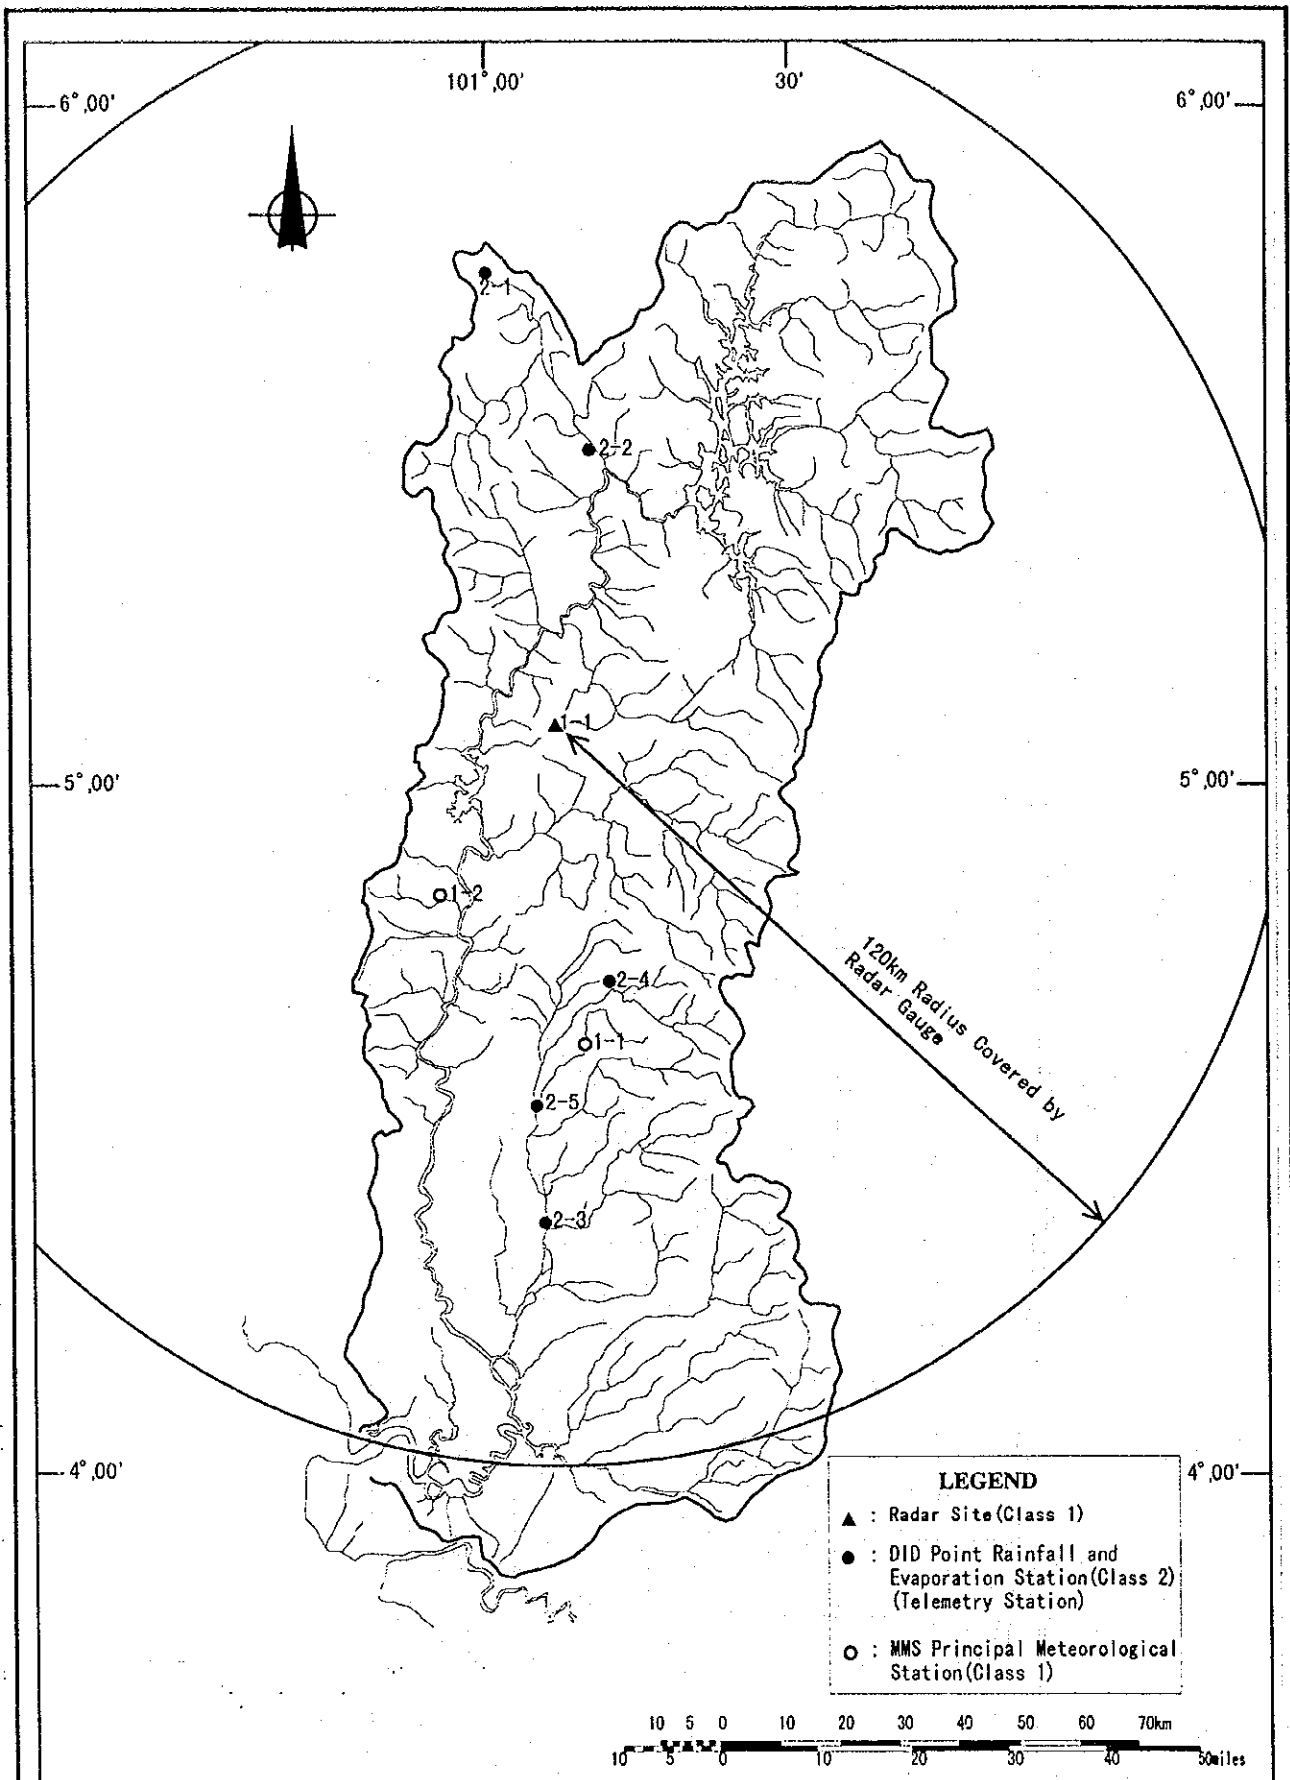 101°,00'
30'
6°,00'
6°,00'
2-1
2-2
1-1
5°,00'
5°,00'
1-2
120km Radius Covered by
Radar Gauge
2-4
1-1
2-5
2-3
4°,00'
4°,00'
LEGEND
▲ : Radar Site(Class 1)
● : DID Point Rainfall and
Evaporation Station(Class 2)
(Telemetry Station)
○ : MMS Principal Meteorological
Station(Class 1)
10 5 0 10 20 30 40 50 60 70km
10 5 0 10 20 30 40 50miles